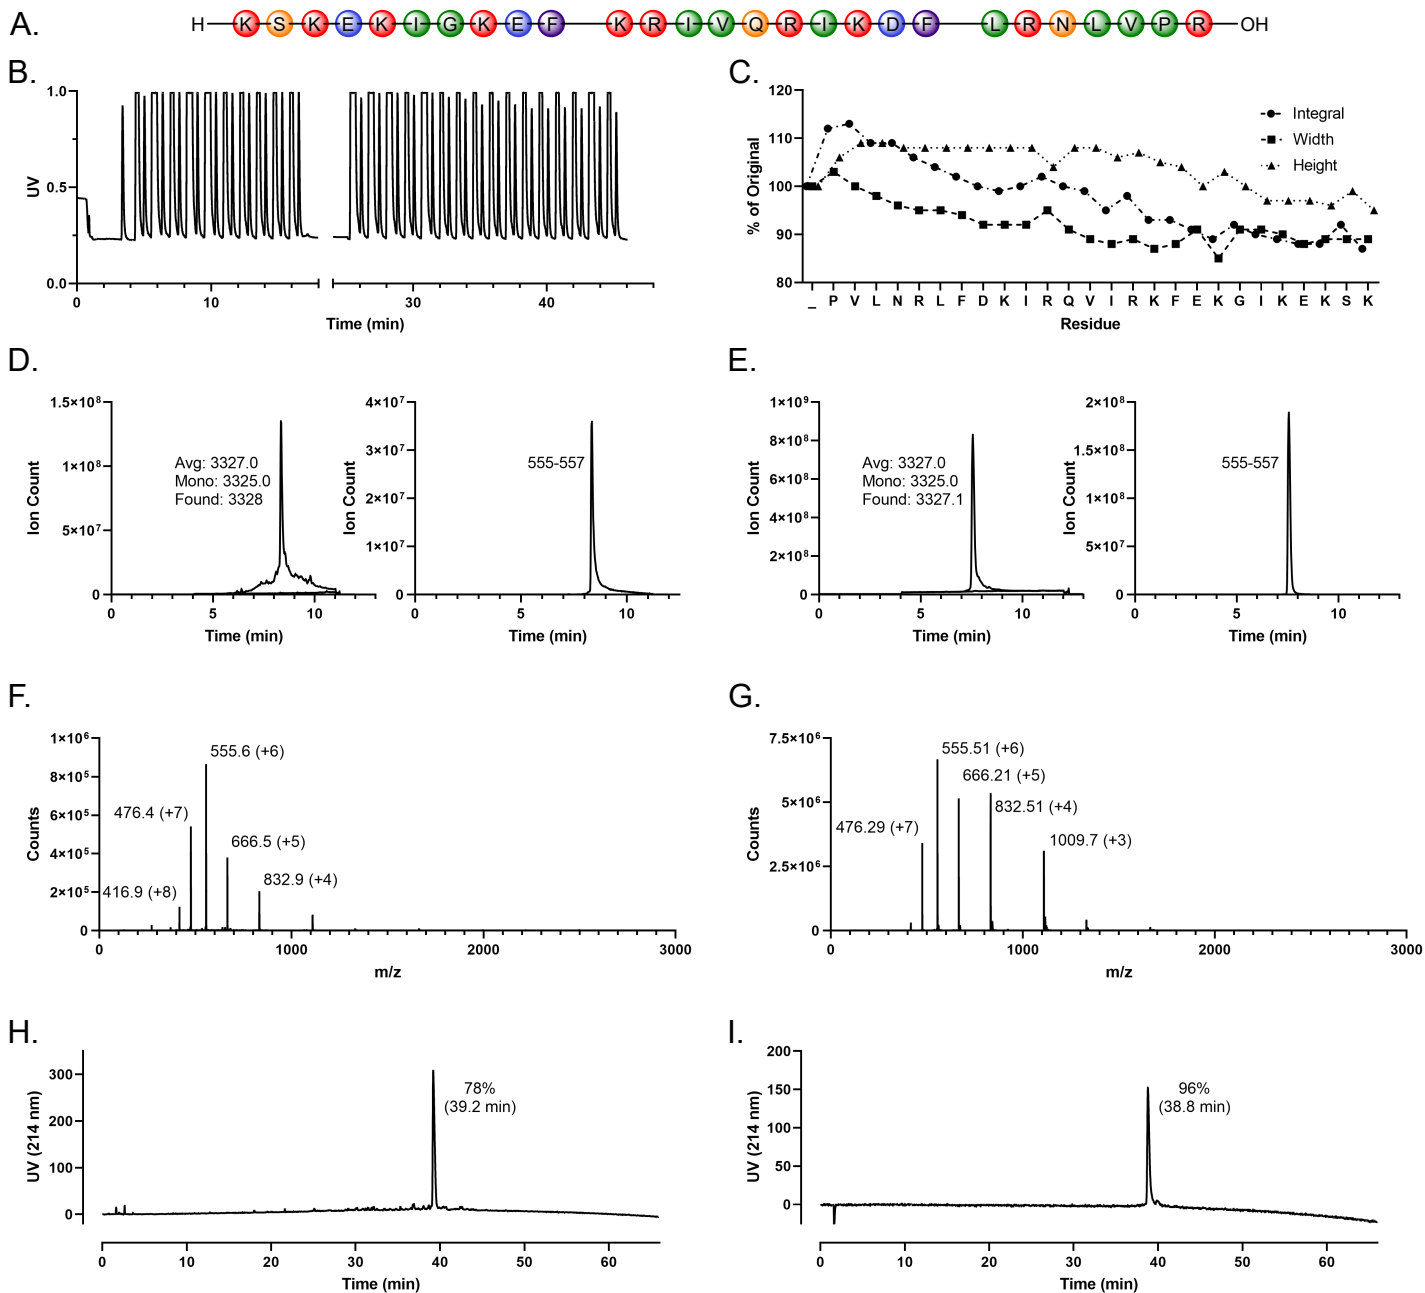 A.
H K S K E K I G K E F K R I V Q R I K D F L R N L V P R OH
B.
1.0
0.5
0.0
UV
0 10 30 40
Time (min)
C.
120
110
100
90
80
% of Original
Integral
Width
Height
_ P V L N R L F D K I R Q V I R K F E K G I K E K S K
Residue
D.
1.5×10⁸
1×10⁸
5×10⁷
0
Ion Count
Avg: 3327.0
Mono: 3325.0
Found: 3328
0 5 10
Time (min)
4×10⁷
3×10⁷
2×10⁷
1×10⁷
0
Ion Count
555-557
0 5 10
Time (min)
E.
1×10⁹
8×10⁸
6×10⁸
4×10⁸
2×10⁸
0
Ion Count
Avg: 3327.0
Mono: 3325.0
Found: 3327.1
0 5 10
Time (min)
2×10⁸
1.5×10⁸
1×10⁸
5×10⁷
0
Ion Count
555-557
0 5 10
Time (min)
F.
1×10⁶
8×10⁵
6×10⁵
4×10⁵
2×10⁵
0
Counts
555.6 (+6)
476.4 (+7)
666.5 (+5)
832.9 (+4)
416.9 (+8)
0 1000 2000 3000
m/z
G.
7.5×10⁶
5×10⁶
2.5×10⁶
0
Counts
555.51 (+6)
666.21 (+5)
832.51 (+4)
476.29 (+7)
1009.7 (+3)
0 1000 2000 3000
m/z
H.
300
200
100
0
UV (214 nm)
78%
(39.2 min)
0 10 20 30 40 50 60
Time (min)
I.
200
150
100
50
0
UV (214 nm)
96%
(38.8 min)
0 10 20 30 40 50 60
Time (min)